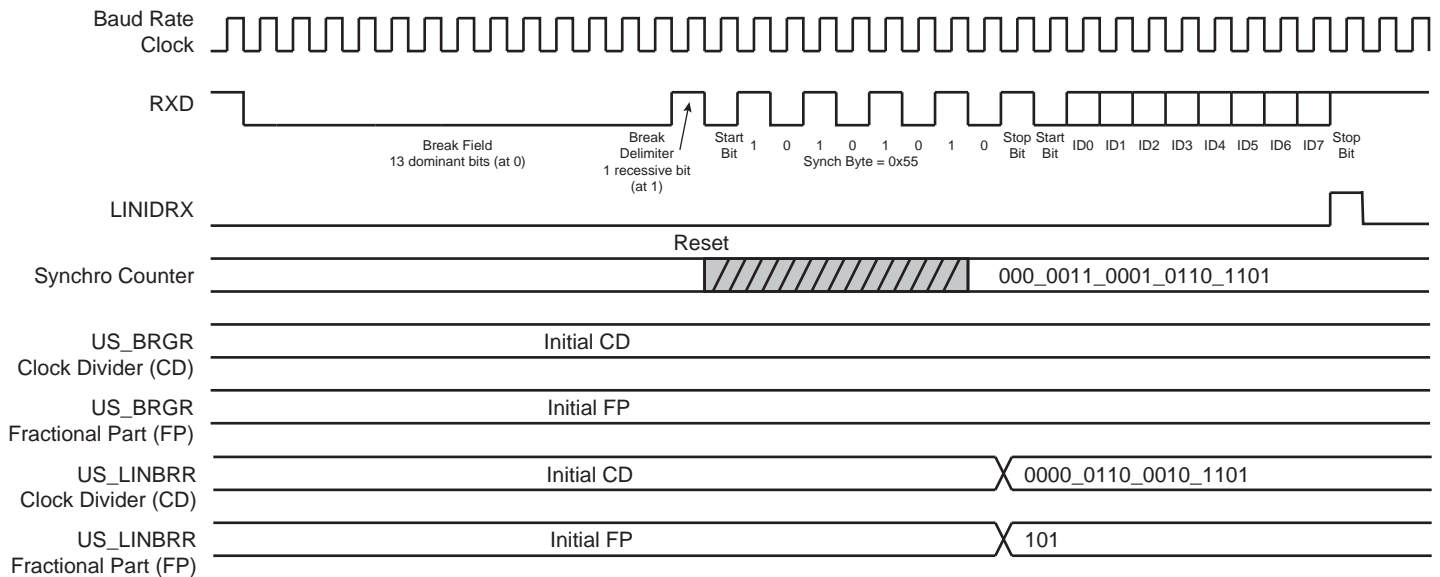 Baud Rate
Clock
RXD
Break Field
13 dominant bits (at 0)
Break
Delimiter
1 recessive bit
(at 1)
Start
Bit
1 0 1 0 1 0 1 0
Synch Byte = 0x55
Stop
Bit
Start
Bit
ID0 ID1 ID2 ID3 ID4 ID5 ID6 ID7
Stop
Bit
LINIDRX
Reset
Synchro Counter
000_0011_0001_0110_1101
US_BRGR
Clock Divider (CD)
Initial CD
US_BRGR
Fractional Part (FP)
Initial FP
US_LINBRR
Clock Divider (CD)
Initial CD
0000_0110_0010_1101
US_LINBRR
Fractional Part (FP)
Initial FP
101